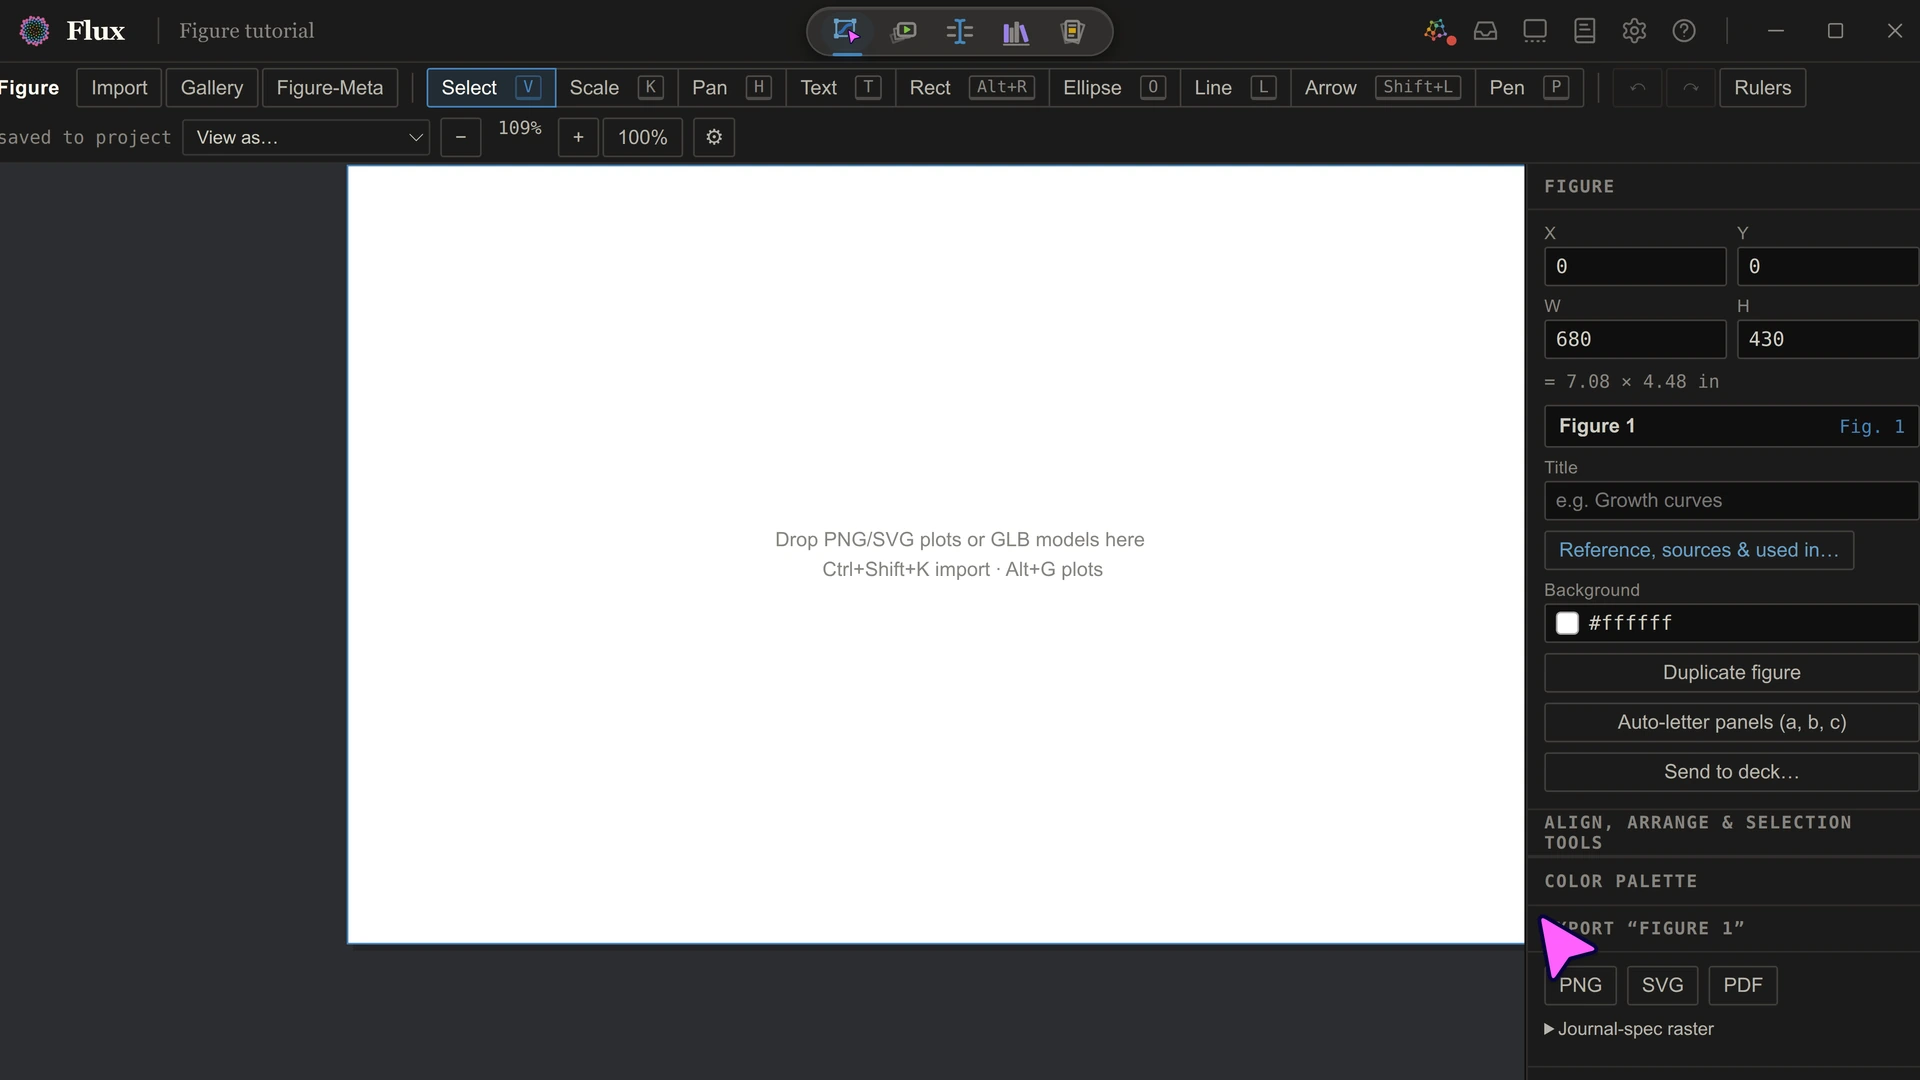 Flux
Figure tutorial
Figure
Import
Gallery
Figure-Meta
Select V
Scale K
Pan H
Text T
Rect Alt+R
Ellipse O
Line L
Arrow Shift+L
Pen P
Rulers
saved to project
View as…
−
109%
+
100%
Drop PNG/SVG plots or GLB models here
Ctrl+Shift+K import · Alt+G plots
FIGURE
X
Y
0
0
W
H
680
430
= 7.08 × 4.48 in
Figure 1
Fig. 1
Title
e.g. Growth curves
Reference, sources & used in…
Background
#ffffff
Duplicate figure
Auto-letter panels (a, b, c)
Send to deck…
ALIGN, ARRANGE & SELECTION
TOOLS
COLOR PALETTE
“FIGURE 1”
PNG
SVG
PDF
Journal-spec raster